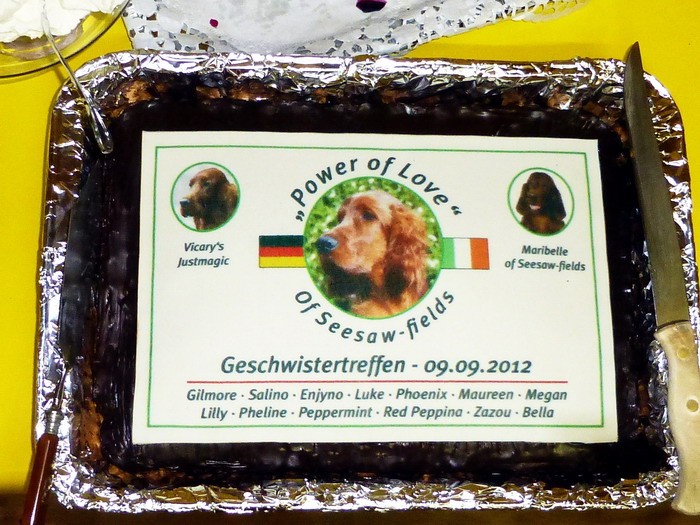 „Power of Love“
Vicary's
Justmagic
Maribelle
of Seesaw-fields
Of Seesaw-fields
Geschwistertreffen - 09.09.2012
Gilmore · Salino · Enjyno · Luke · Phoenix · Maureen · Megan
Lilly · Pheline · Peppermint · Red Peppina · Zazou · Bella